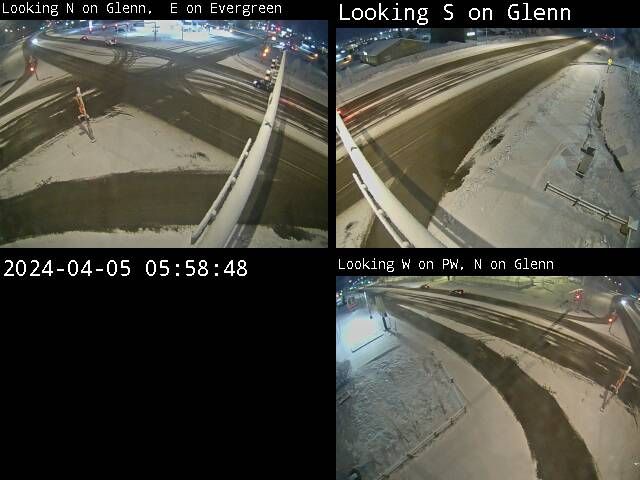 Looking N on Glenn, E on Evergreen
Looking S on Glenn
2024-04-05 05:58:48
Looking W on PW, N on Glenn